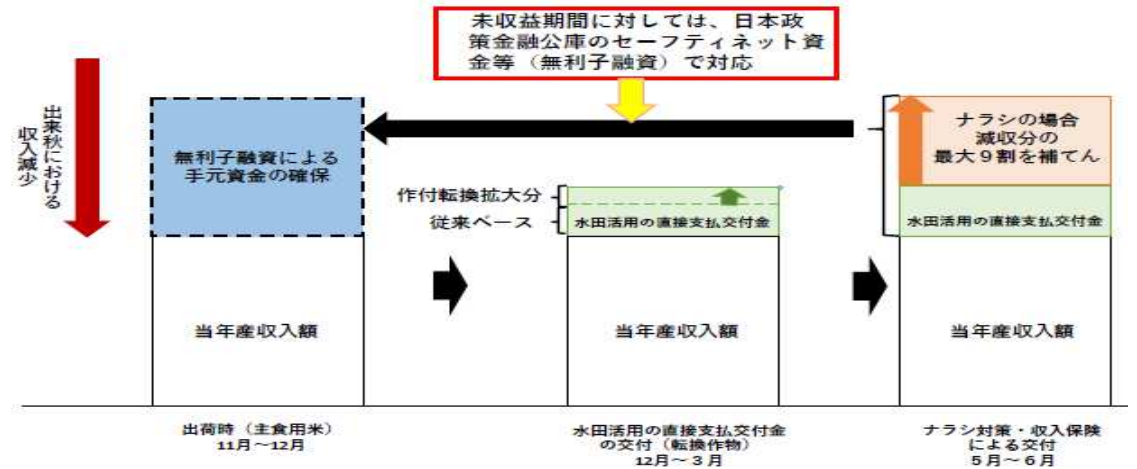 未収益期間に対しては、日本政
策金融公庫のセーフティネット資
金等（無利子融資）で対応
出来秋における
収入減少
無利子融資による
手元資金の確保
作付転換拡大分
従来ベース
水田活用の直接支払交付金
ナラシの場合
減収分の
最大９割を補てん
水田活用の直接支払交付金
当年産収入額
当年産収入額
当年産収入額
出荷時（主食用米）
11月～12月
水田活用の直接支払交付金
の交付（転換作物）
12月～３月
ナラシ対策・収入保険
による交付
５月～６月